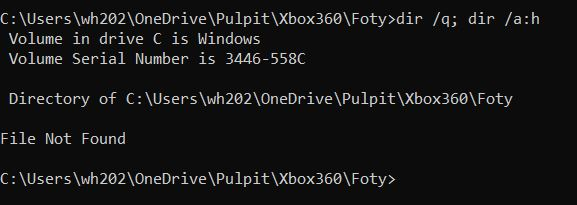 C:\Users\wh202\OneDrive\Pulpit\Xbox360\Foty>dir /q; dir /a:h
Volume in drive C is Windows
Volume Serial Number is 3446-558C
Directory of C:\Users\wh202\OneDrive\Pulpit\Xbox360\Foty
File Not Found
C:\Users\wh202\OneDrive\Pulpit\Xbox360\Foty>